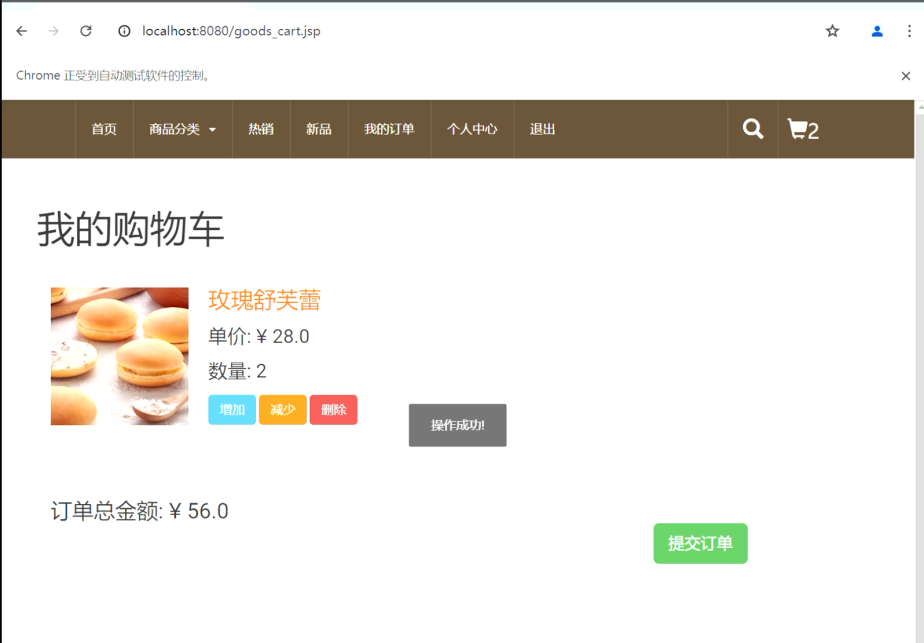 localhost:8080/goods_cart.jsp
Chrome 正受到自动测试软件的控制。
首页 商品分类 热销 新品 我的订单 个人中心 退出 2
我的购物车
玫瑰舒芙蕾
单价: ¥ 28.0
数量: 2
增加 减少 删除
操作成功!
订单总金额: ¥ 56.0
提交订单